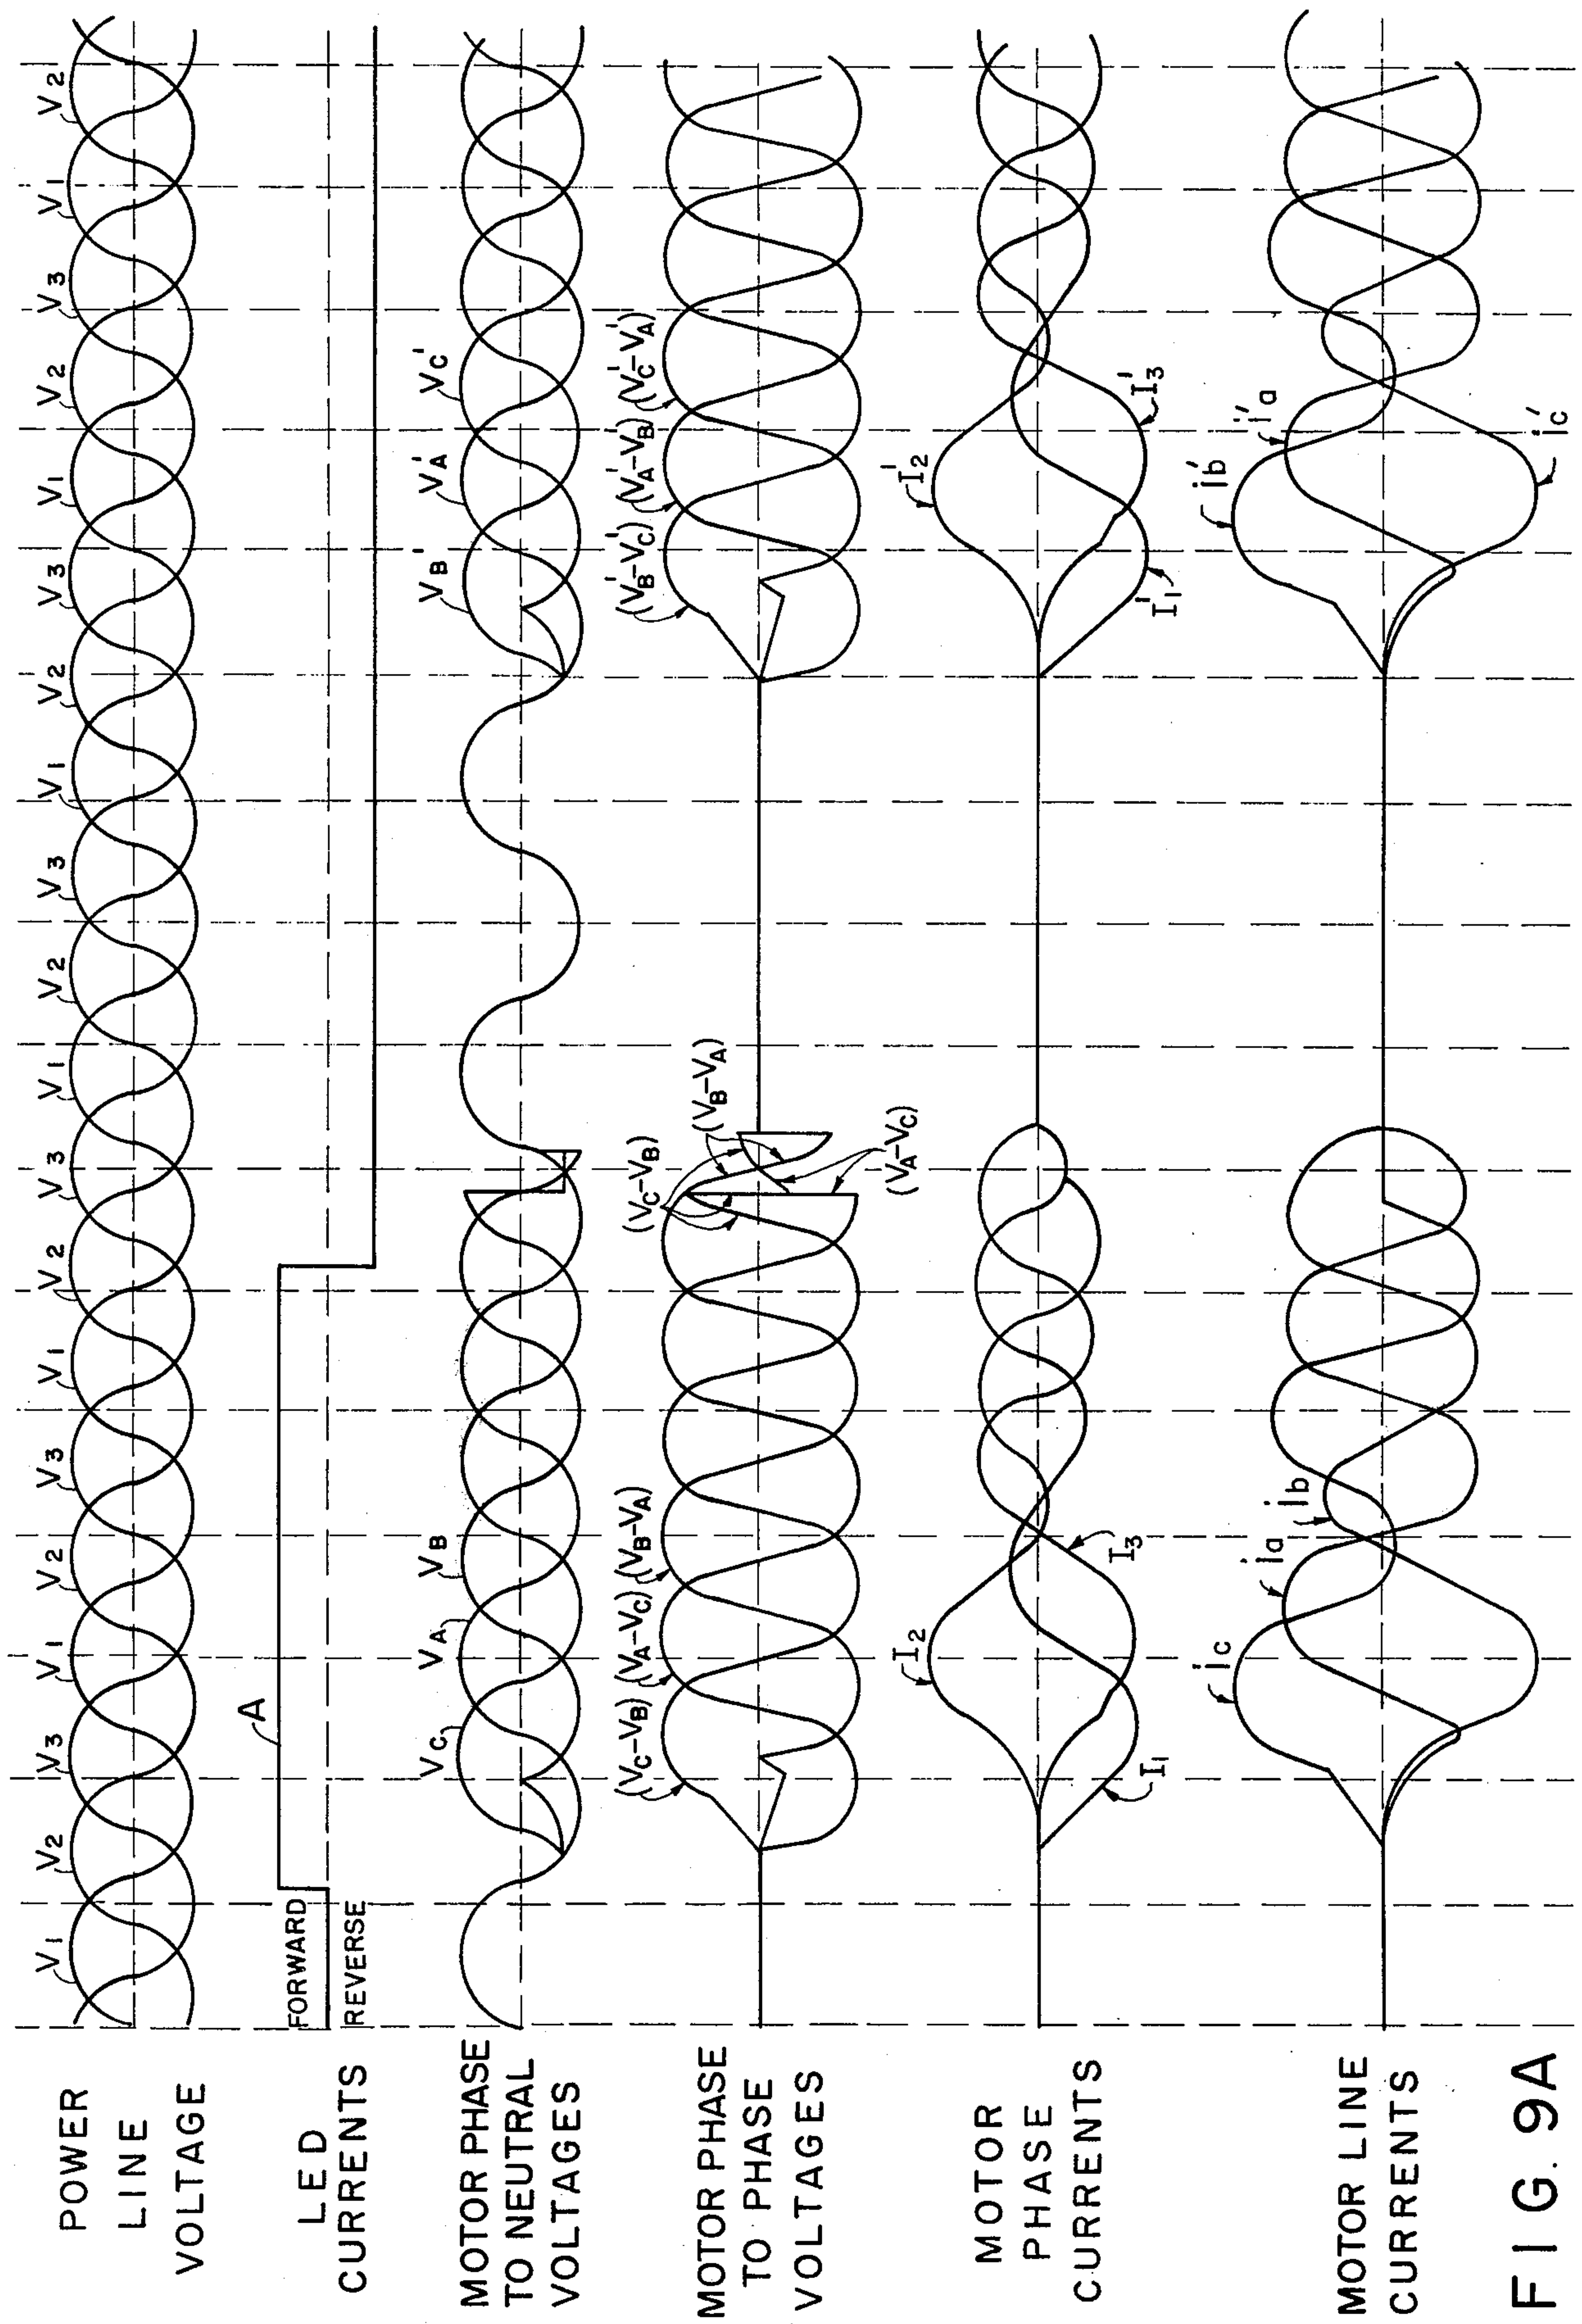 POWER
LINE
VOLTAGE
V1 V2 V3 V1 V2 V3 V1 V2 V3 V1 V2 V3 V1 V2 V3 V1 V2 V3 V1 V2
LED
CURRENTS
FORWARD
REVERSE
A
MOTOR PHASE
TO NEUTRAL
VOLTAGES
VC VA VB VB' VA' VC'
MOTOR PHASE
TO PHASE
VOLTAGES
(VC-VB) (VA-VC) (VB-VA) (VC-VB) (VB-VA) (VA-VC) (VB'-VC') (VA'-VB') (VC'-VA')
MOTOR
PHASE
CURRENTS
I1 I2 I3 I1' I2' I3'
MOTOR LINE
CURRENTS
ic ia ib ib' ia' ic'
FIG. 9A